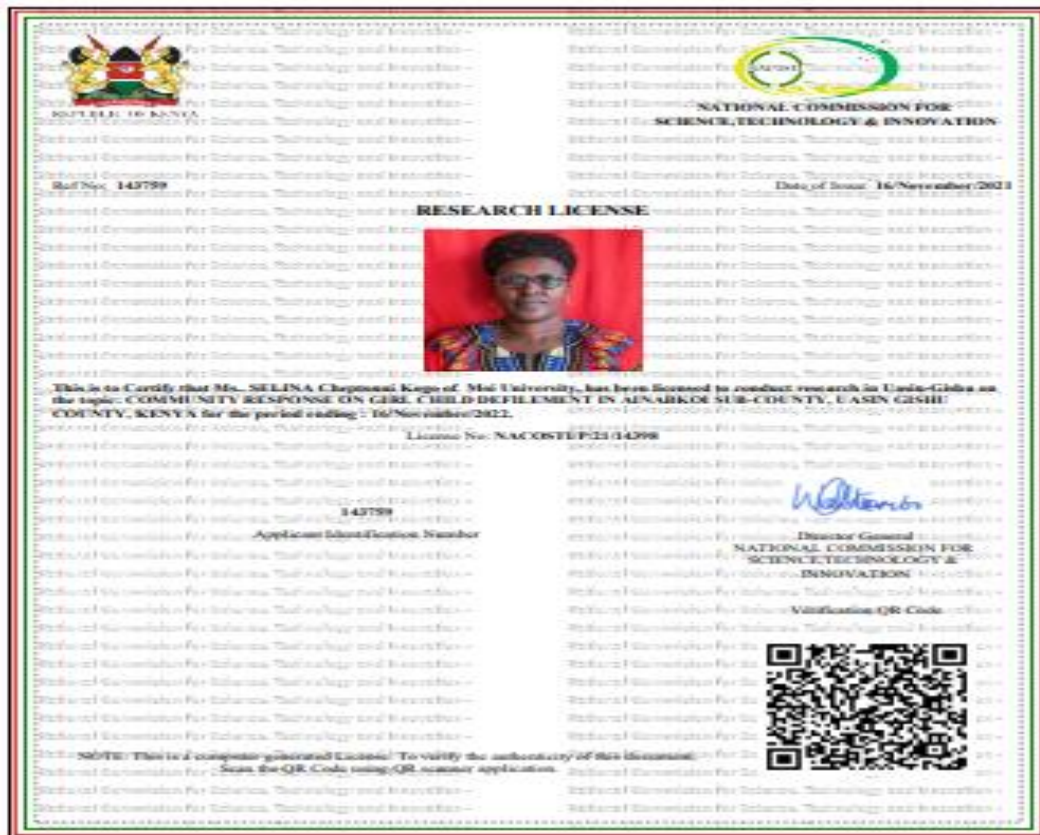 REPUBLIC OF KENYA
NATIONAL COMMISSION FOR
SCIENCE,TECHNOLOGY & INNOVATION
Ref No: 143759
Date of Issue: 16/November/2021
RESEARCH LICENSE
This is to Certify that Ms.. SELINA Kogo of Moi University, has been licensed to conduct research in Uasin-Gishu on
the topic: COMMUNITY RESPONSE ON GIRL CHILD DEFILEMENT IN AINABKOI SUB-COUNTY, UASIN GISHU
COUNTY, KENYA for the period ending : 16/November/2022.
License No: NACOSTI/P/21/14398
143759
Applicant Identification Number
Director General
NATIONAL COMMISSION FOR
SCIENCE,TECHNOLOGY &
INNOVATION
Verification QR Code
NOTE: This is a computer generated License. To verify the authenticity of this document,
Scan the QR Code using QR scanner application.